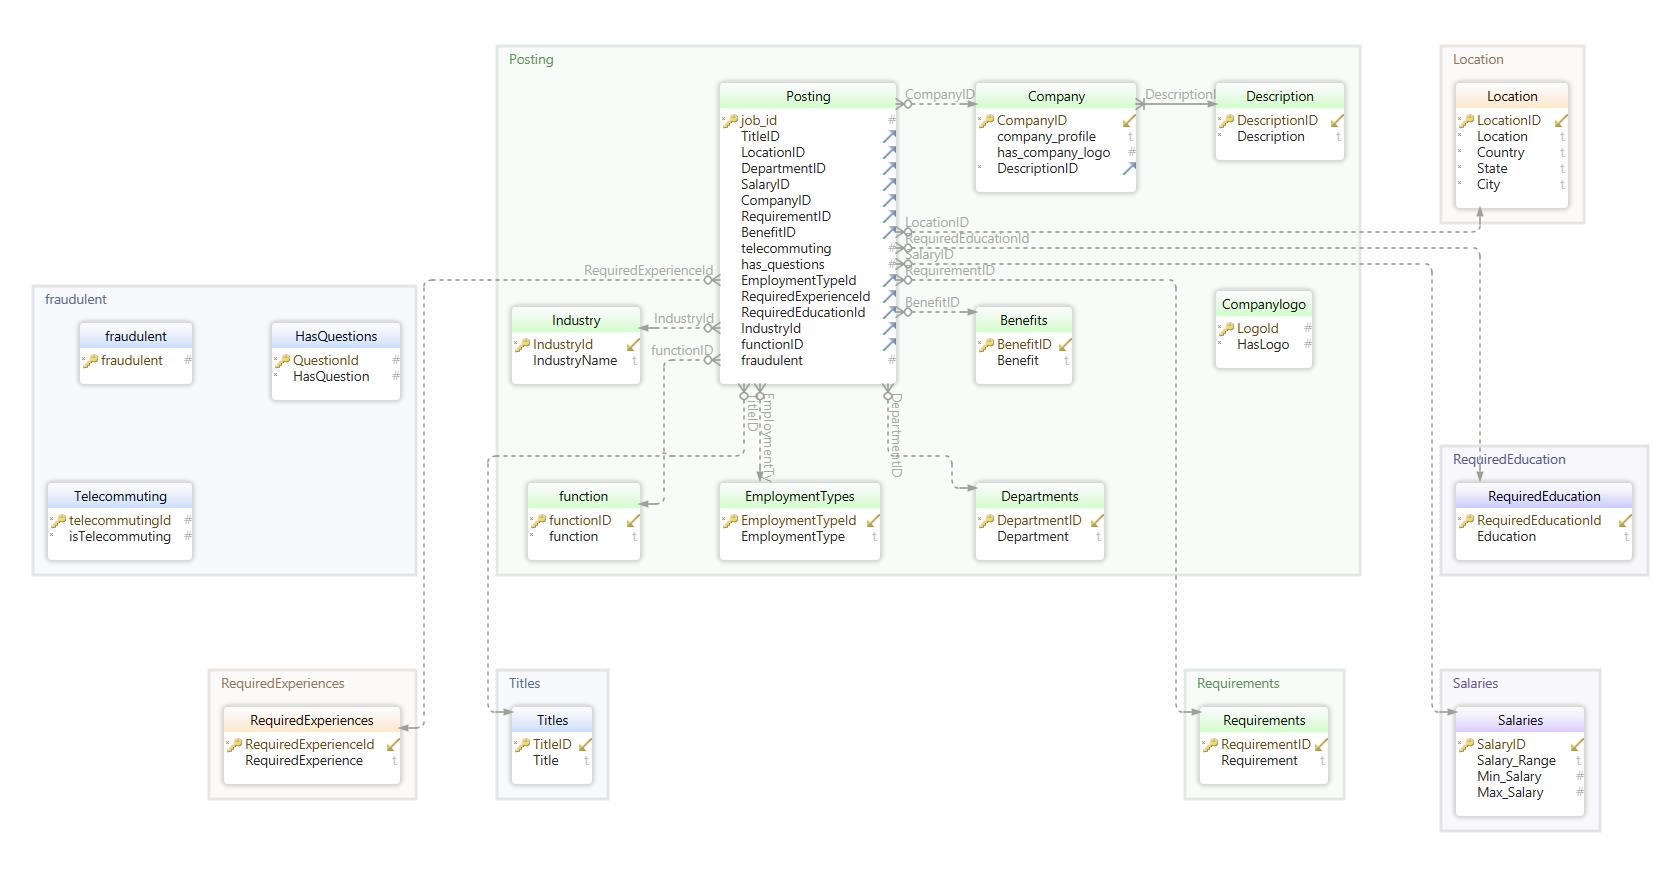 Posting
Posting
job_id #
TitleID
LocationID
DepartmentID
SalaryID
CompanyID
RequirementID
BenefitID
telecommuting #
has_questions #
EmploymentTypeId
RequiredExperienceId
RequiredEducationId
IndustryId
functionID
fraudulent #
CompanyID
Company
CompanyID
company_profile t
has_company_logo #
DescriptionID
Description
DescriptionID
Description t
Location
Location
LocationID
Location t
Country t
State t
City t
LocationID
RequiredEducationId
SalaryID
RequirementID
BenefitID
RequiredExperienceId
IndustryId
functionID
TitleID
DepartmentID
fraudulent
fraudulent
fraudulent #
HasQuestions
QuestionId #
HasQuestion #
Telecommuting
telecommutingId #
isTelecommuting #
Industry
IndustryId
IndustryName t
Benefits
BenefitID
Benefit t
Companylogo
LogoId #
HasLogo #
function
functionID
function t
EmploymentTypes
EmploymentTypeId
EmploymentType t
Departments
DepartmentID
Department t
RequiredEducation
RequiredEducation
RequiredEducationId
Education t
RequiredExperiences
RequiredExperiences
RequiredExperienceId
RequiredExperience t
Titles
Titles
TitleID
Title t
Requirements
Requirements
RequirementID
Requirement t
Salaries
Salaries
SalaryID
Salary_Range t
Min_Salary #
Max_Salary #